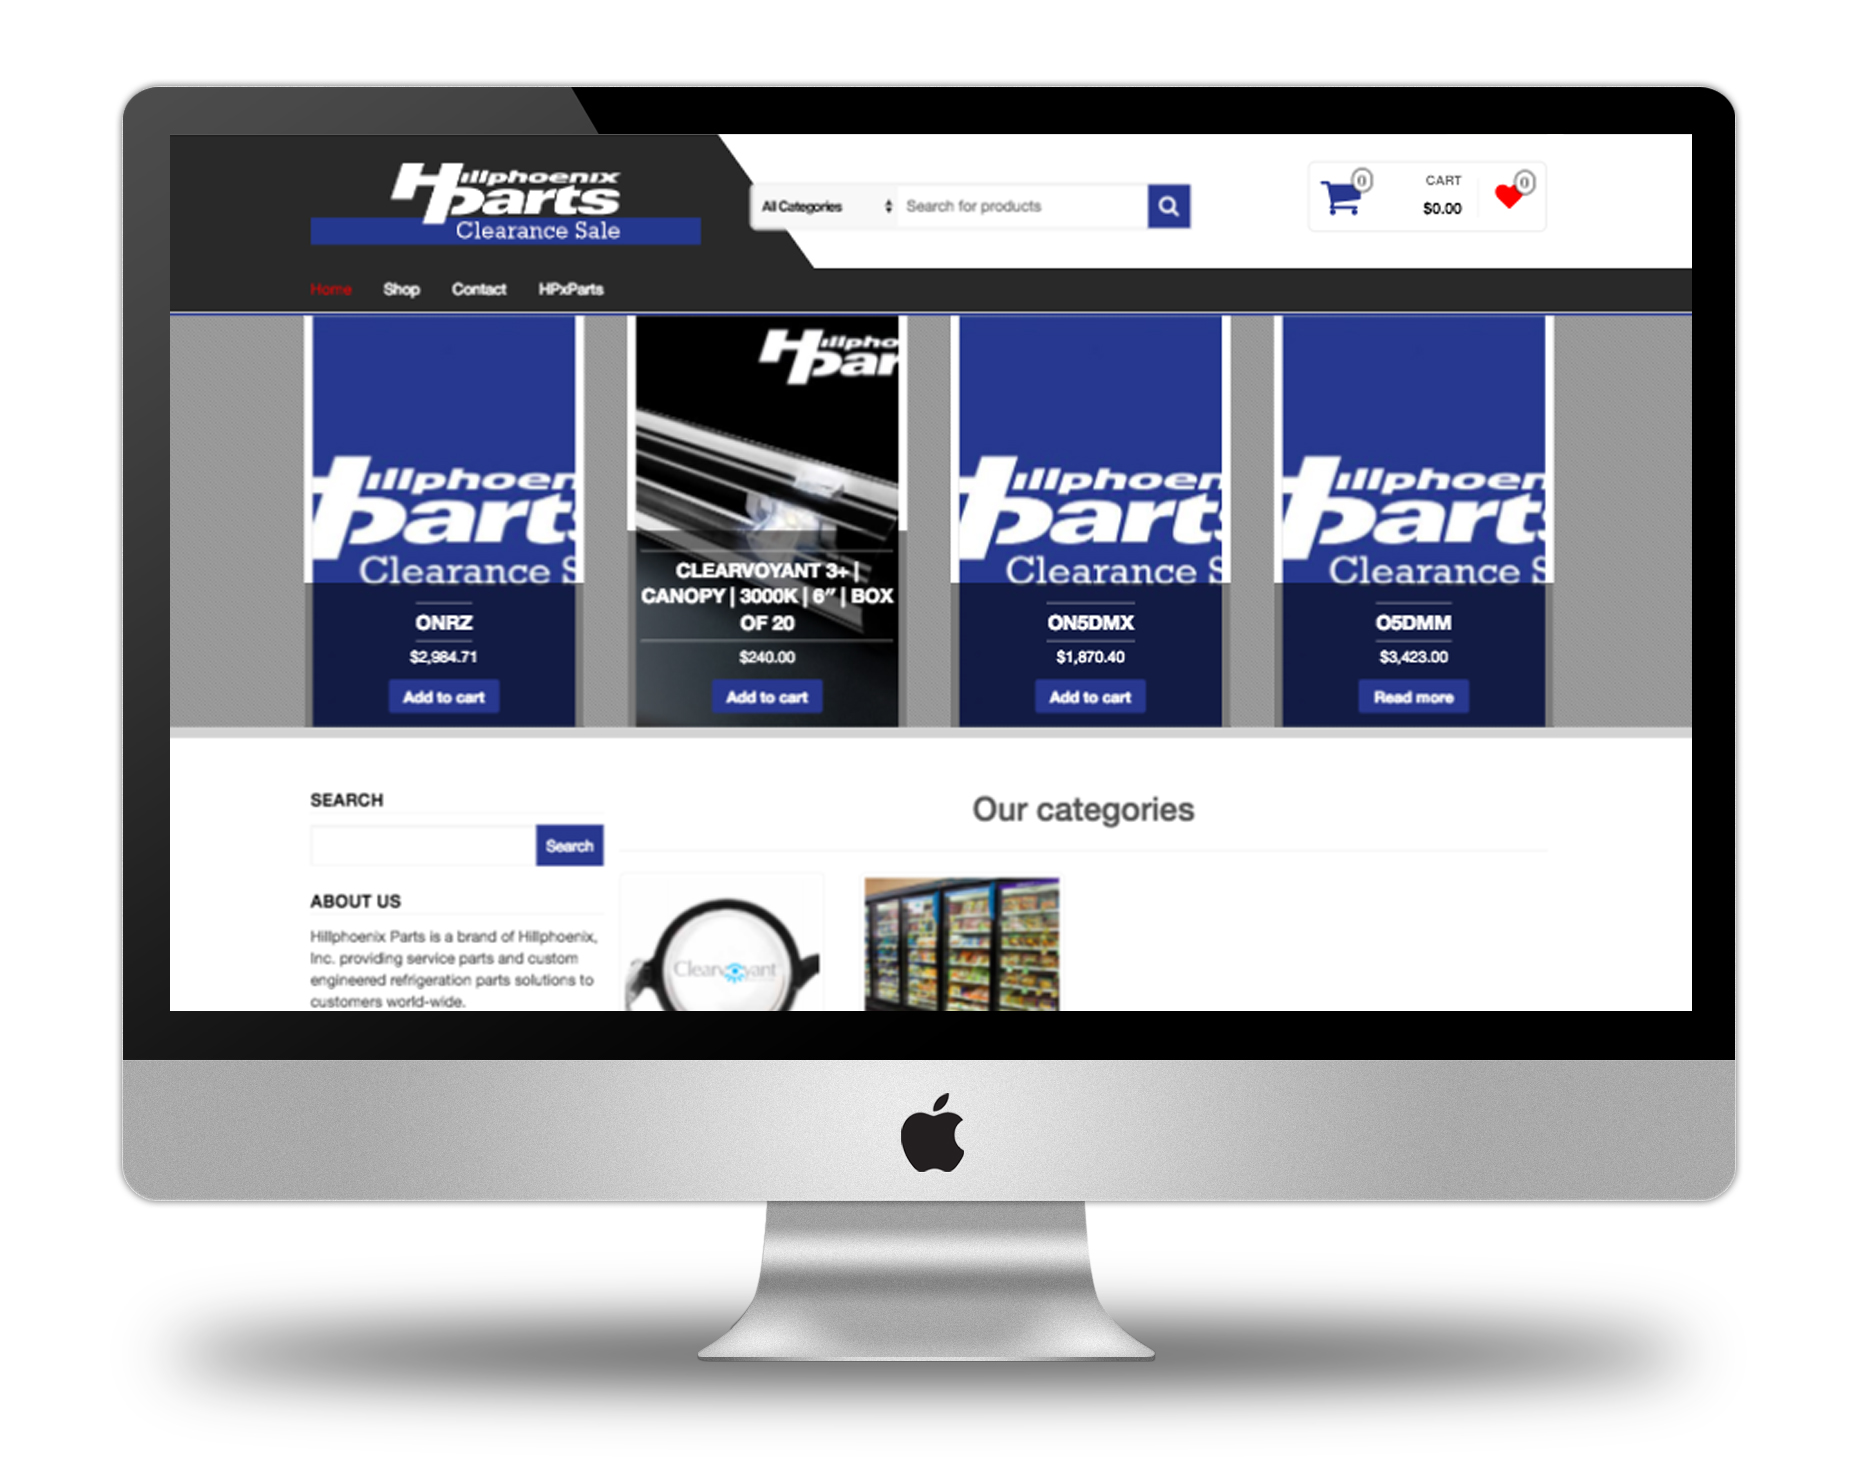 Hillphoenix
Parts
Clearance Sale
All Categories
Search for products
0
CART
$0.00
0
Home
Shop
Contact
HPxParts
Hillphoen
Parts
Clearance S
ONRZ
$2,984.71
Add to cart
Hillpho
Par
CLEARVOYANT 3+ |
CANOPY | 3000K | 6″ | BOX
OF 20
$240.00
Add to cart
Hillphoen
Parts
Clearance S
ON5DMX
$1,870.40
Add to cart
Hillphoen
Parts
Clearance S
O5DMM
$3,423.00
Read more
SEARCH
Search
ABOUT US
Hillphoenix Parts is a brand of Hillphoenix,
Inc. providing service parts and custom
engineered refrigeration parts solutions to
customers world-wide.
Our categories
Clearvoyant